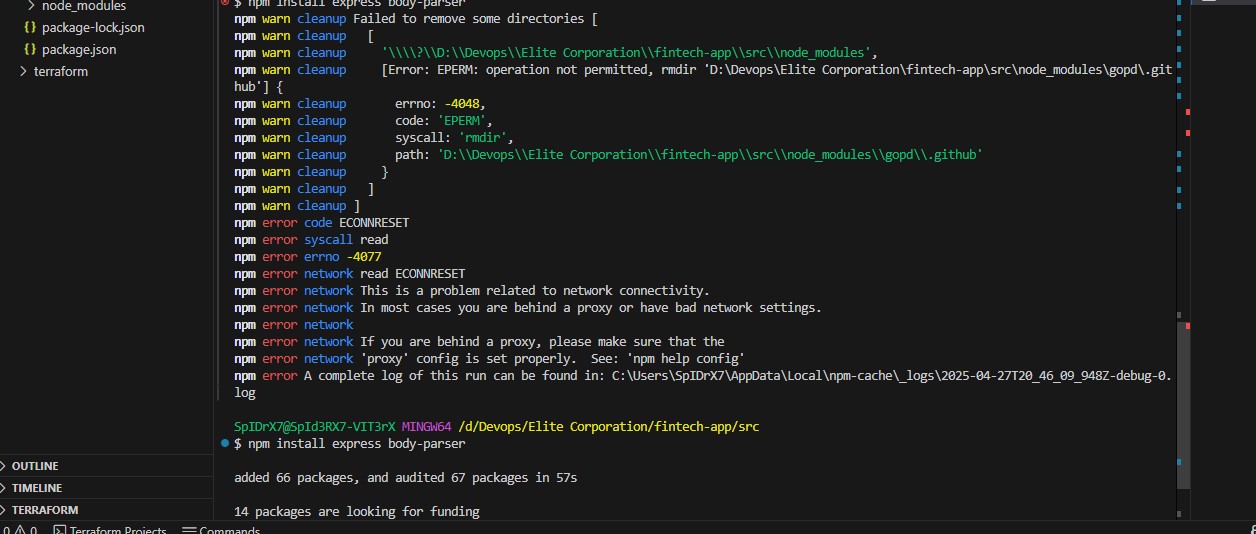 node_modules
package-lock.json
package.json
terraform
$ npm install express body-parser
npm warn cleanup Failed to remove some directories [
npm warn cleanup   [
npm warn cleanup     '\\\\?\\D:\\Devops\\Elite Corporation\\fintech-app\\src\\node_modules',
npm warn cleanup     [Error: EPERM: operation not permitted, rmdir 'D:\Devops\Elite Corporation\fintech-app\src\node_modules\gopd\.git
hub'] {
npm warn cleanup       errno: -4048,
npm warn cleanup       code: 'EPERM',
npm warn cleanup       syscall: 'rmdir',
npm warn cleanup       path: 'D:\\Devops\\Elite Corporation\\fintech-app\\src\\node_modules\\gopd\\.github'
npm warn cleanup     }
npm warn cleanup   ]
npm warn cleanup ]
npm error code ECONNRESET
npm error syscall read
npm error errno -4077
npm error network read ECONNRESET
npm error network This is a problem related to network connectivity.
npm error network In most cases you are behind a proxy or have bad network settings.
npm error network
npm error network If you are behind a proxy, please make sure that the
npm error network 'proxy' config is set properly.  See: 'npm help config'
npm error A complete log of this run can be found in: C:\Users\SpIDrX7\AppData\Local\npm-cache\_logs\2025-04-27T20_46_09_948Z-debug-0.
log
SpIDrX7@SpId3RX7-VIT3rX MINGW64 /d/Devops/Elite Corporation/fintech-app/src
$ npm install express body-parser
added 66 packages, and audited 67 packages in 57s
14 packages are looking for funding
OUTLINE
TIMELINE
TERRAFORM
0 0 Terraform Projects Commands